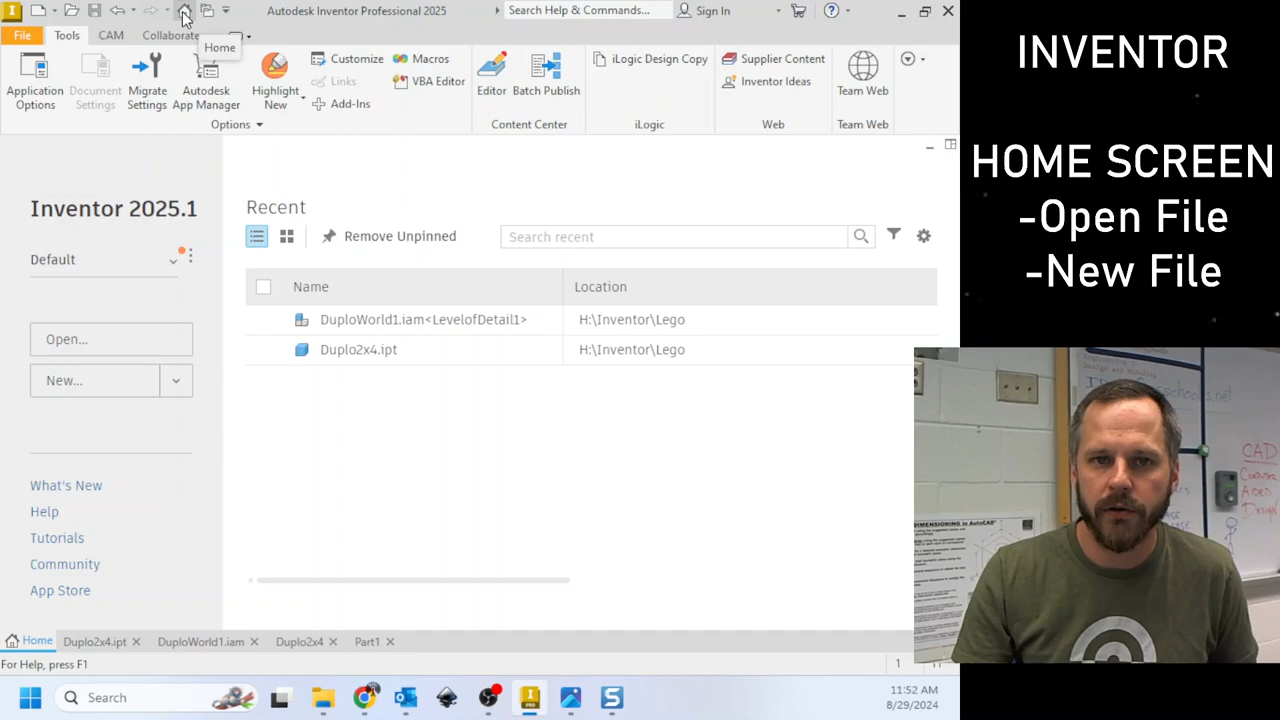 Autodesk Inventor Professional 2025
Search Help & Commands...
Sign In
File
Tools
CAM
Collaborate
Home
Application Options
Document Settings
Migrate Settings
Autodesk App Manager
Highlight New
Customize
Links
Add-Ins
Macros
VBA Editor
Editor
Batch Publish
iLogic Design Copy
Supplier Content
Inventor Ideas
Team Web
Options
Content Center
iLogic
Web
Team Web
Inventor 2025.1
Default
Open...
New...
What's New
Help
Tutorials
Community
App Store
Recent
Remove Unpinned
Search recent
Name
Location
DuploWorld1.iam<LevelofDetail1>
H:\Inventor\Lego
Duplo2x4.ipt
H:\Inventor\Lego
Home
Duplo2x4.ipt
DuploWorld1.iam
Duplo2x4
Part1
For Help, press F1
1
Search
11:52 AM
8/29/2024
INVENTOR
HOME SCREEN
-Open File
-New File
DIMENSIONING in AutoCAD
CAD